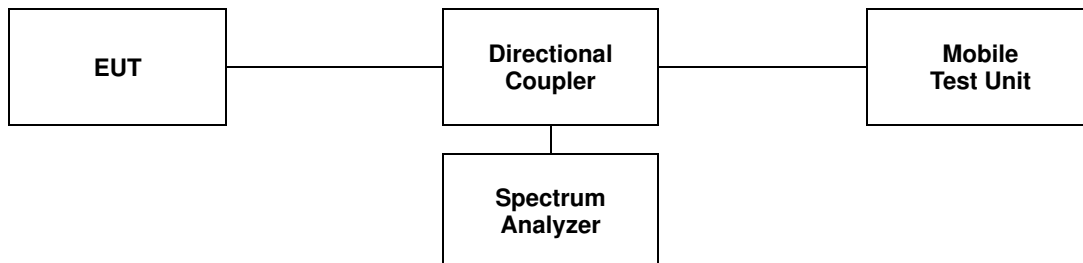 EUT
Directional
Coupler
Mobile
Test Unit
Spectrum
Analyzer